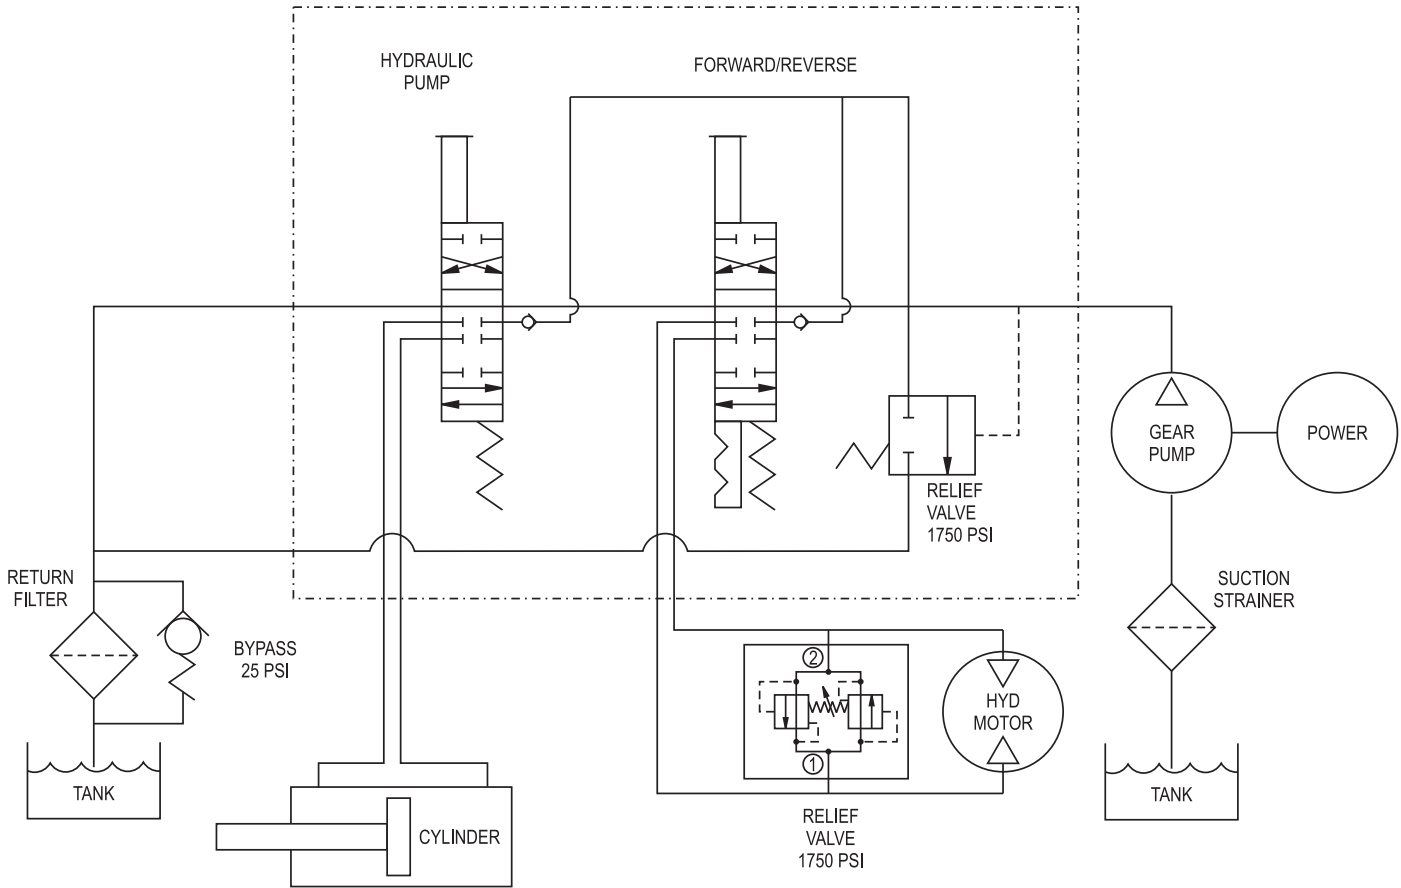 HYDRAULIC
PUMP
FORWARD/REVERSE
GEAR
PUMP
POWER
RELIEF
VALVE
1750 PSI
RETURN
FILTER
BYPASS
25 PSI
SUCTION
STRAINER
2
HYD
MOTOR
1
TANK
TANK
CYLINDER
RELIEF
VALVE
1750 PSI